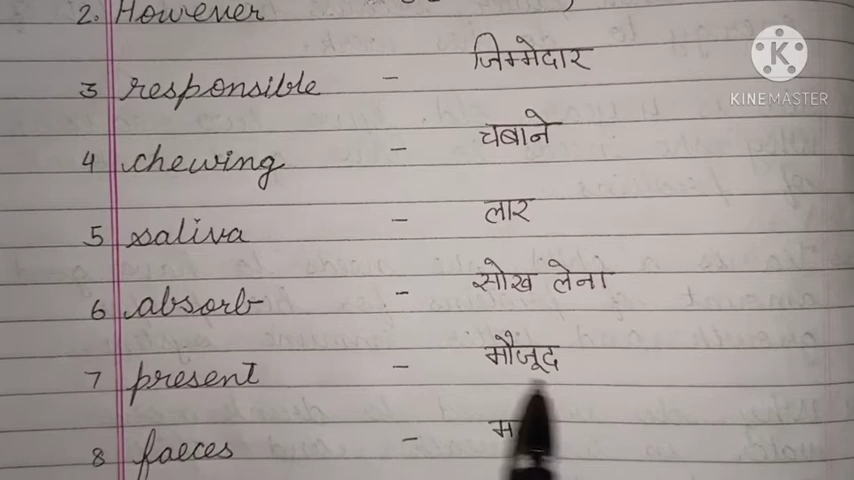 2. However
3 responsible - जिम्मेदार
4 chewing - चबाने
5 saliva - लार
6 absorb - सोख लेना
7 present - मौजूद
8 faeces -
KINEMASTER